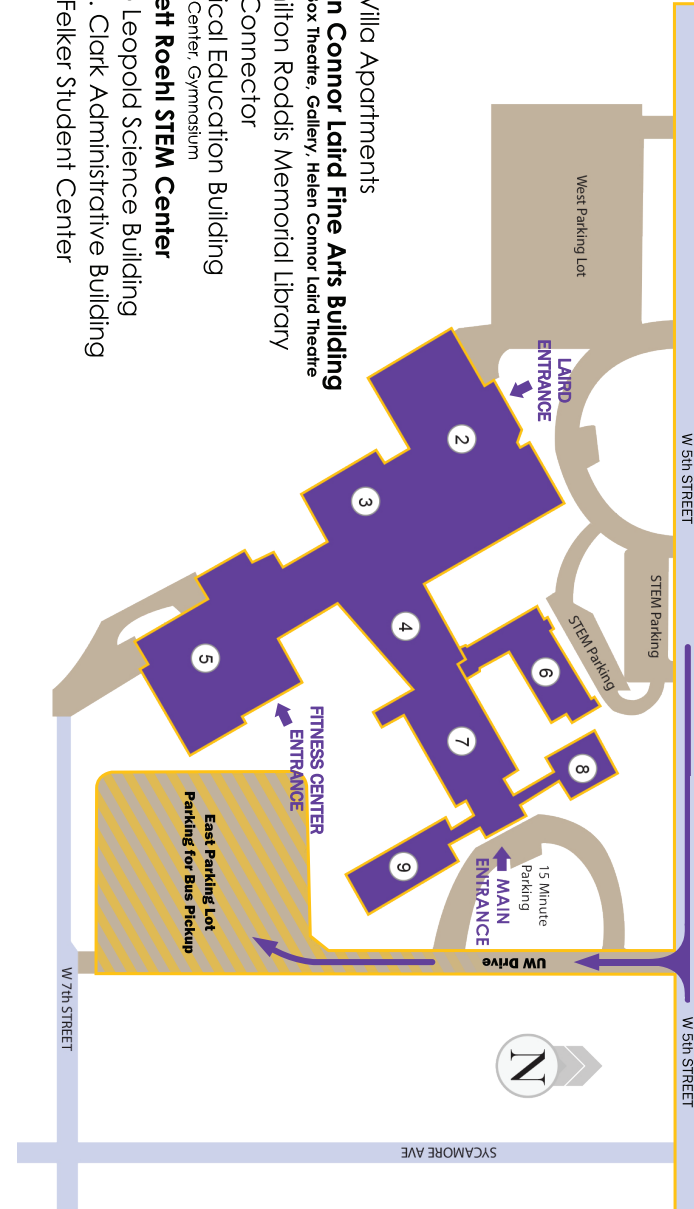 W 5th STREET
W 5th STREET
STEM Parking
STEM Parking
West Parking Lot
LAIRD
ENTRANCE
2
3
4
5
6
7
8
9
15 Minute
Parking
MAIN
ENTRANCE
UW Drive
N
SYCAMORE AVE
FITNESS CENTER
ENTRANCE
East Parking Lot
Parking for Bus Pickup
W 7th STREET
Villa Apartments
n Connor Laird Fine Arts Building
Box Theatre, Gallery, Helen Connor Laird Theatre
ilton Roddis Memorial Library
Connector
ical Education Building
Center, Gymnasium
ett Roehl STEM Center
Leopold Science Building
. Clark Administrative Building
Felker Student Center